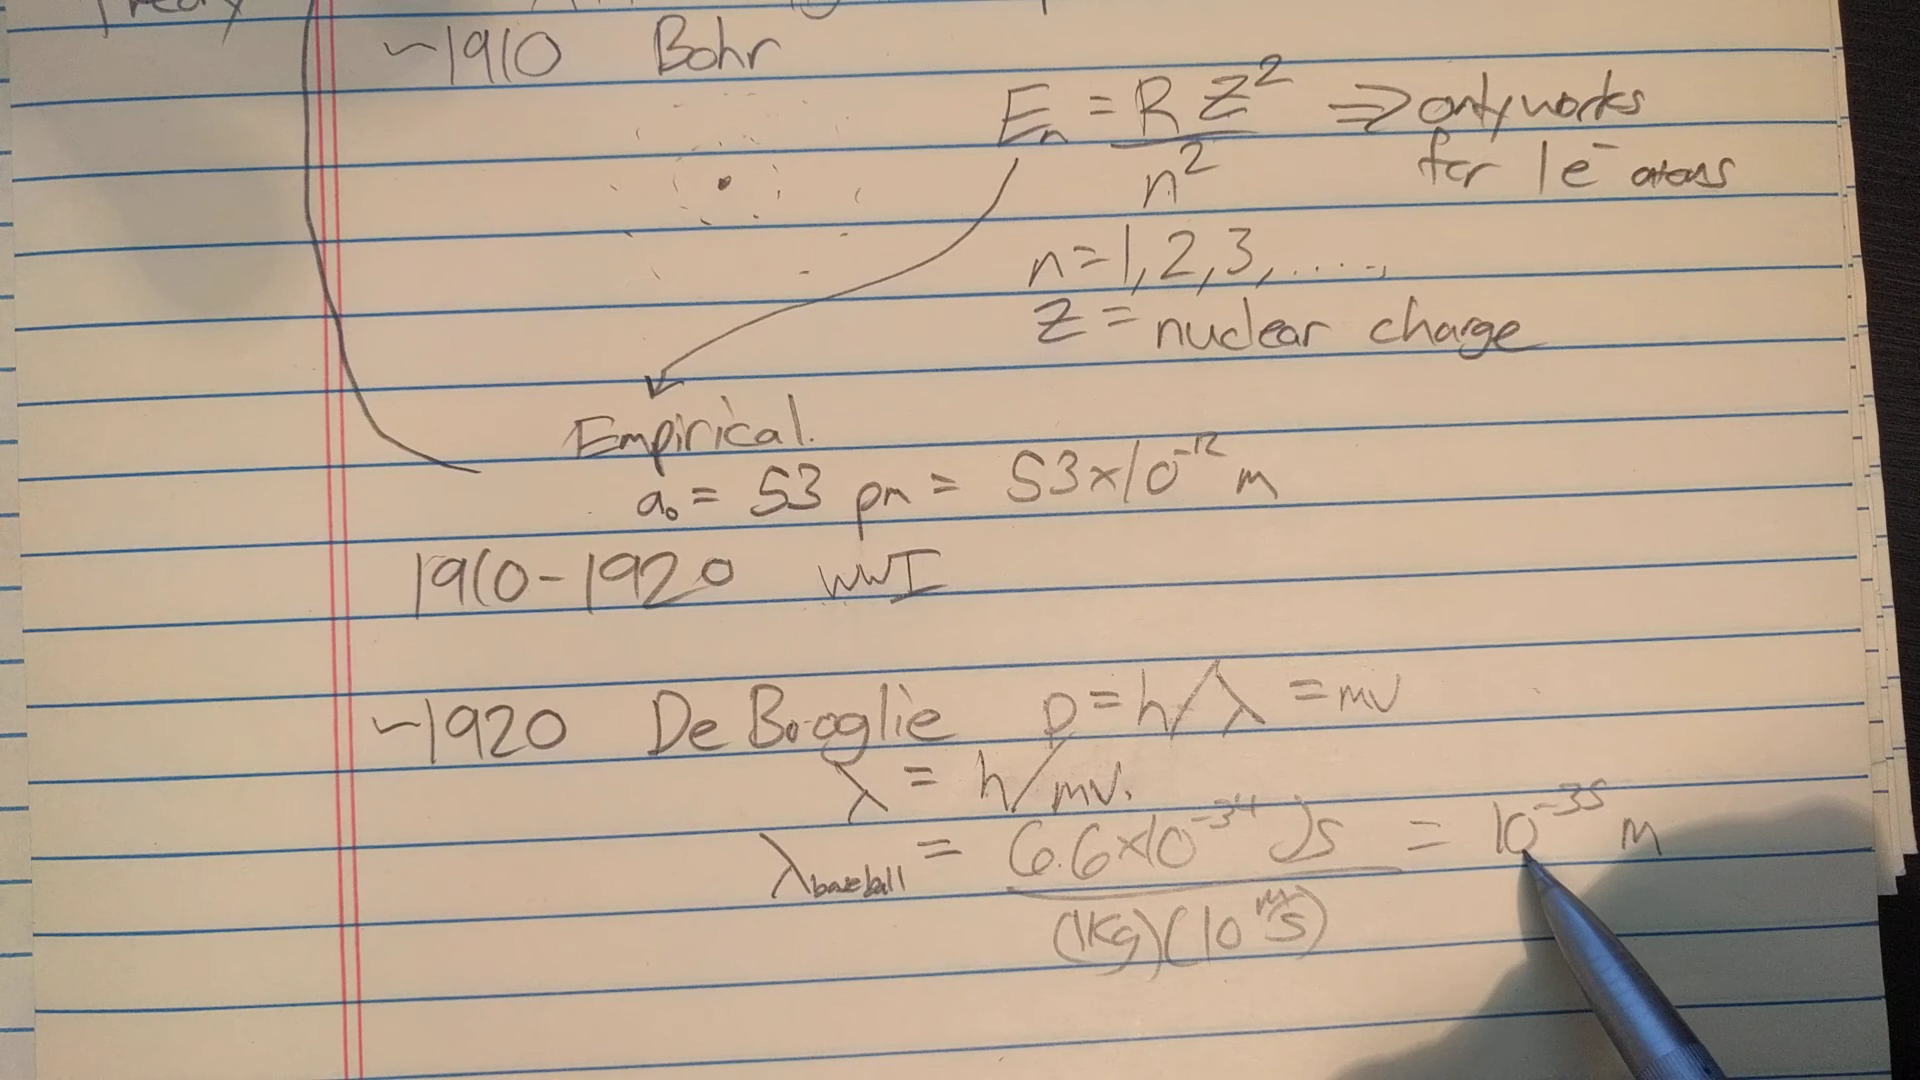 ~1910 Bohr
En = R Z² / n² ⇒ only works
for 1e⁻ atoms
n=1,2,3,.....
Z = nuclear charge
Empirical.
a₀ = 53 pm = 53×10⁻¹² m
1910-1920 WWI
~1920 De Broglie p=h/λ =mv
λ = h/mv.
λbaseball = 6.6×10⁻³⁴ Js / (1kg)(10 m/s) = 10⁻³⁵ m